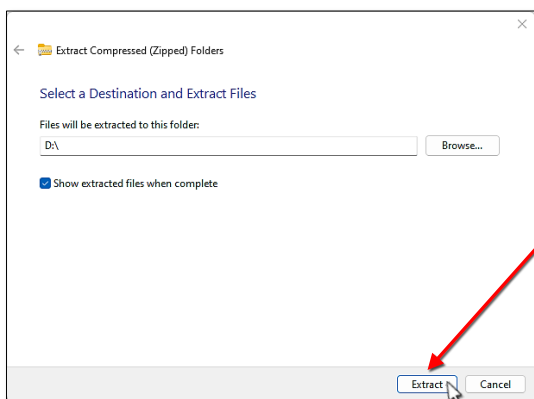 Extract Compressed (Zipped) Folders
Select a Destination and Extract Files
Files will be extracted to this folder:
D:\
Browse...
Show extracted files when complete
Extract
Cancel